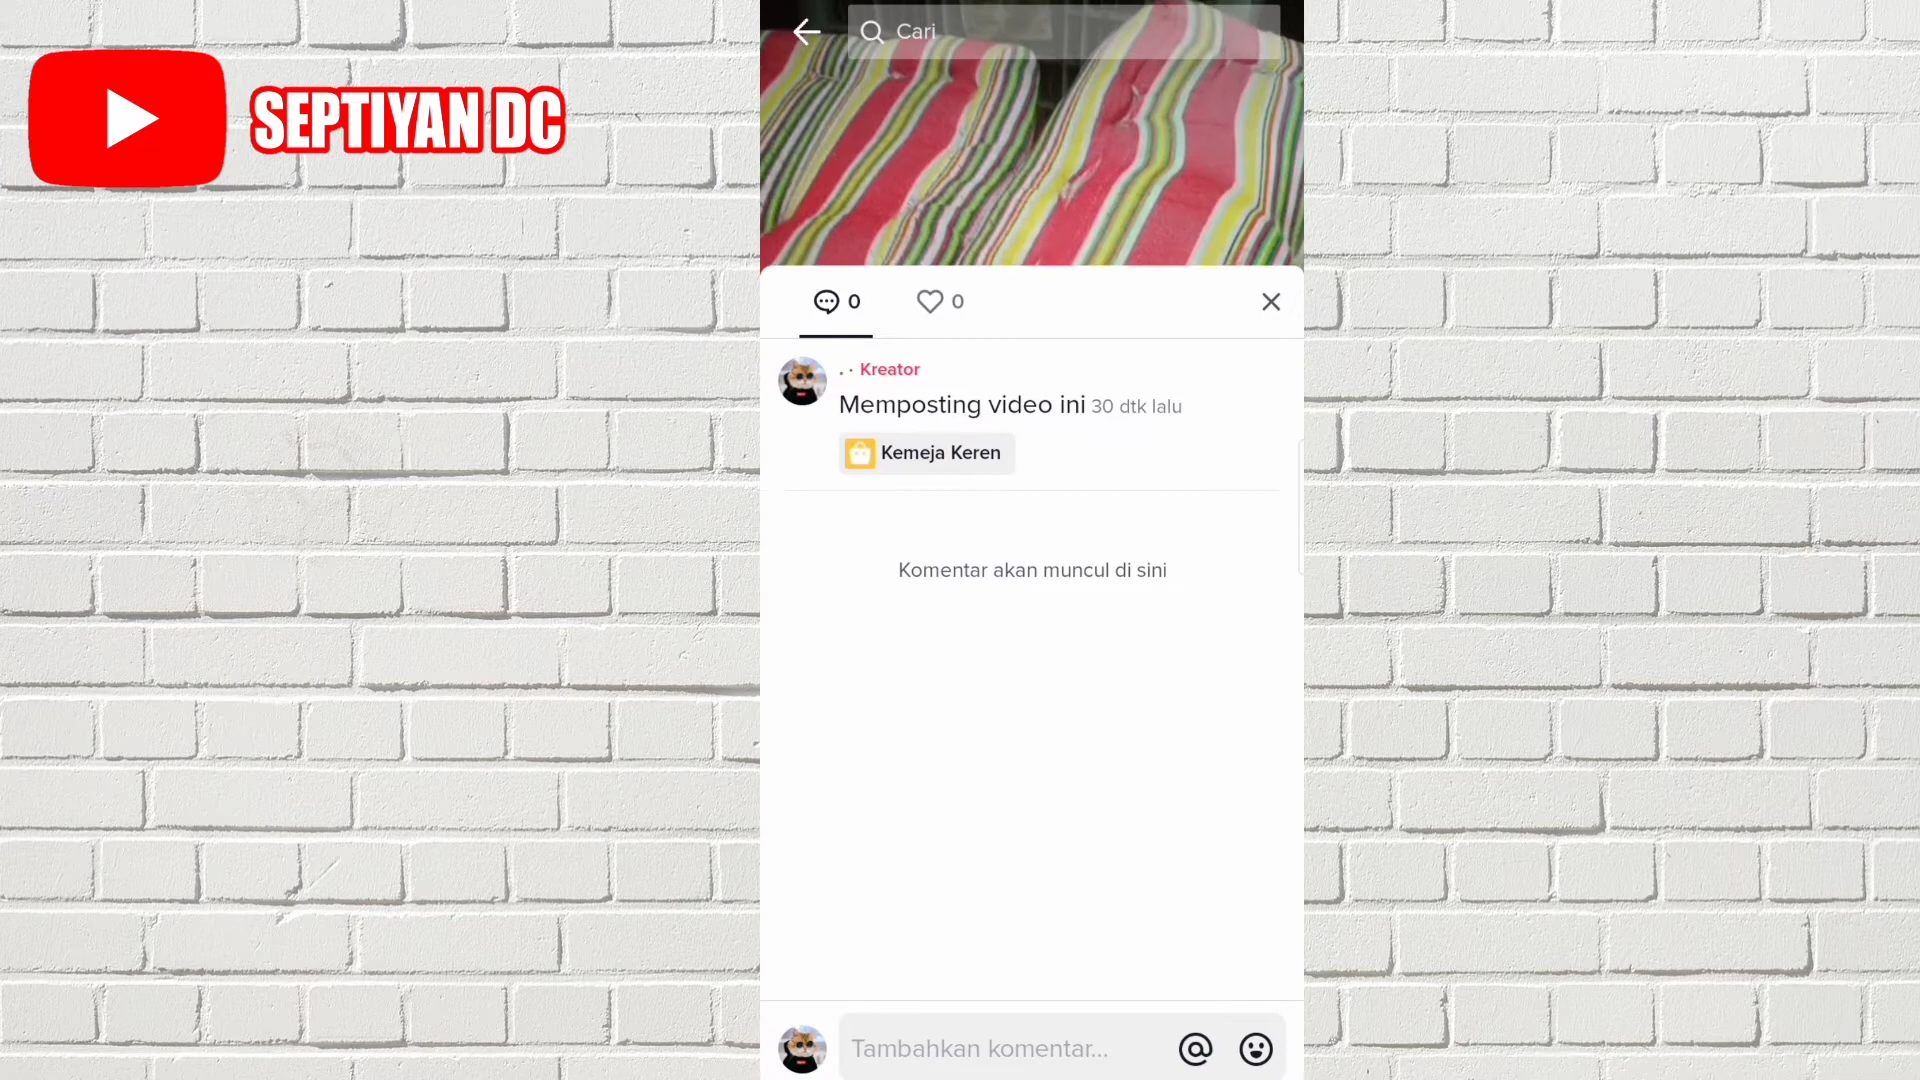 SEPTIYAN DC
Cari
0
0
. · Kreator
Memposting video ini 30 dtk lalu
Kemeja Keren
Komentar akan muncul di sini
Tambahkan komentar...